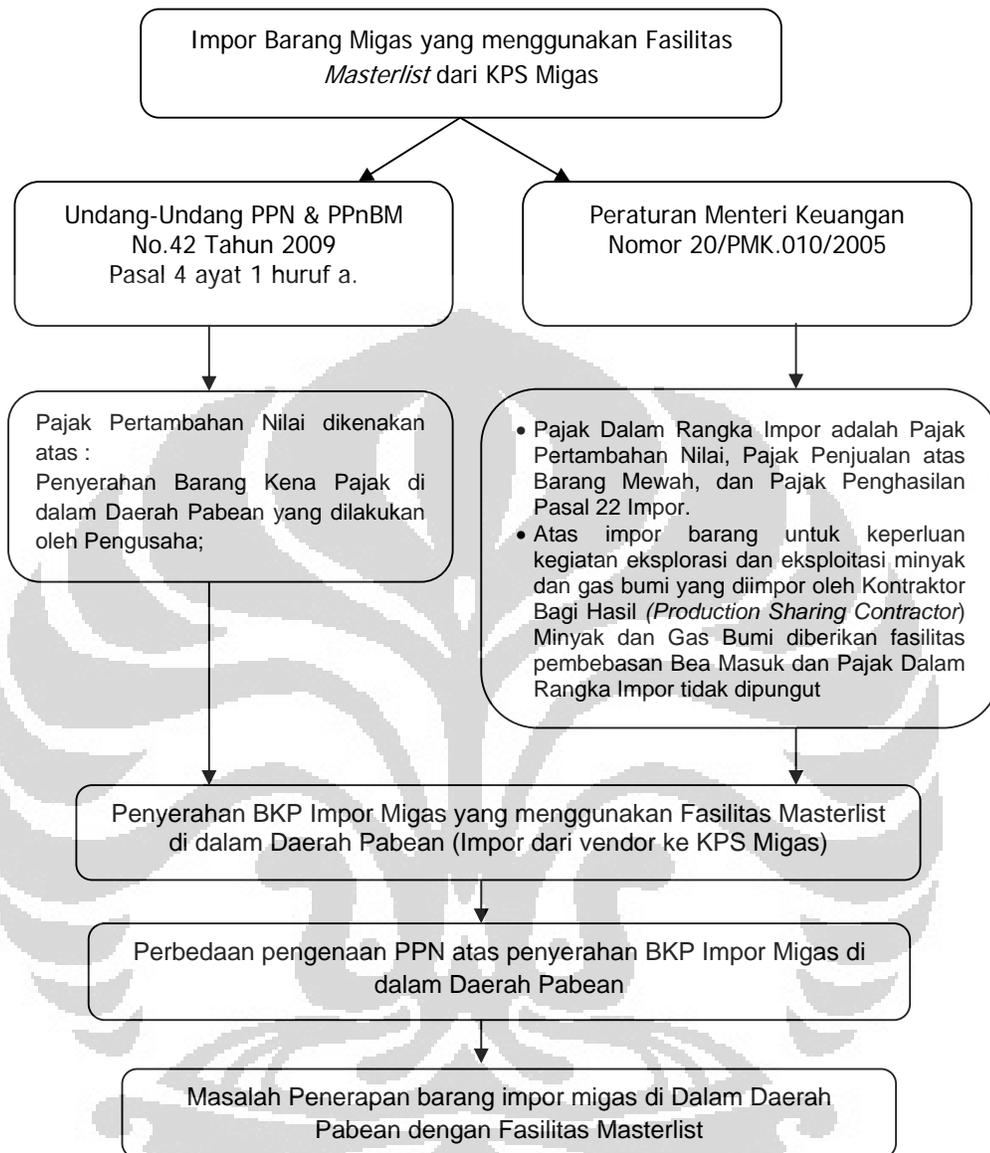 Impor Barang Migas yang menggunakan Fasilitas
Masterlist dari KPS Migas
Undang-Undang PPN & PPnBM
No.42 Tahun 2009
Pasal 4 ayat 1 huruf a.
Peraturan Menteri Keuangan
Nomor 20/PMK.010/2005
Pajak Pertambahan Nilai dikenakan
atas :
Penyerahan Barang Kena Pajak di
dalam Daerah Pabean yang dilakukan
oleh Pengusaha;
• Pajak Dalam Rangka Impor adalah Pajak
Pertambahan Nilai, Pajak Penjualan atas
Barang Mewah, dan Pajak Penghasilan
Pasal 22 Impor.
• Atas impor barang untuk keperluan
kegiatan eksplorasi dan eksploitasi minyak
dan gas bumi yang diimpor oleh Kontraktor
Bagi Hasil (Production Sharing Contractor)
Minyak dan Gas Bumi diberikan fasilitas
pembebasan Bea Masuk dan Pajak Dalam
Rangka Impor tidak dipungut
Penyerahan BKP Impor Migas yang menggunakan Fasilitas Masterlist
di dalam Daerah Pabean (Impor dari vendor ke KPS Migas)
Perbedaan pengenaan PPN atas penyerahan BKP Impor Migas di
dalam Daerah Pabean
Masalah Penerapan barang impor migas di Dalam Daerah
Pabean dengan Fasilitas Masterlist